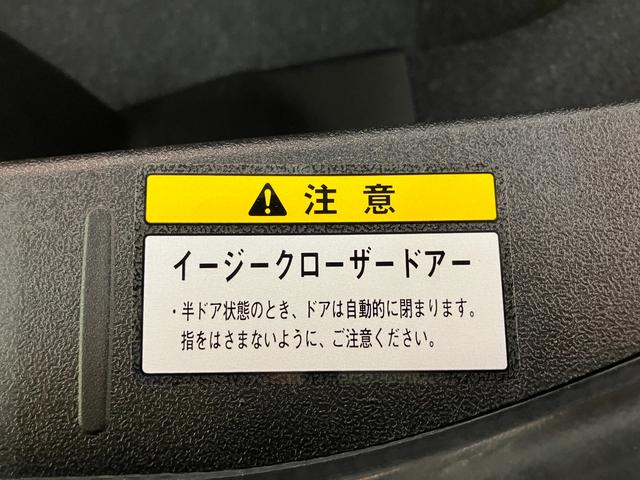 ⚠ 注意
イージークローザードアー
・半ドア状態のとき、ドアは自動的に閉まります。
指をはさまないように、ご注意ください。